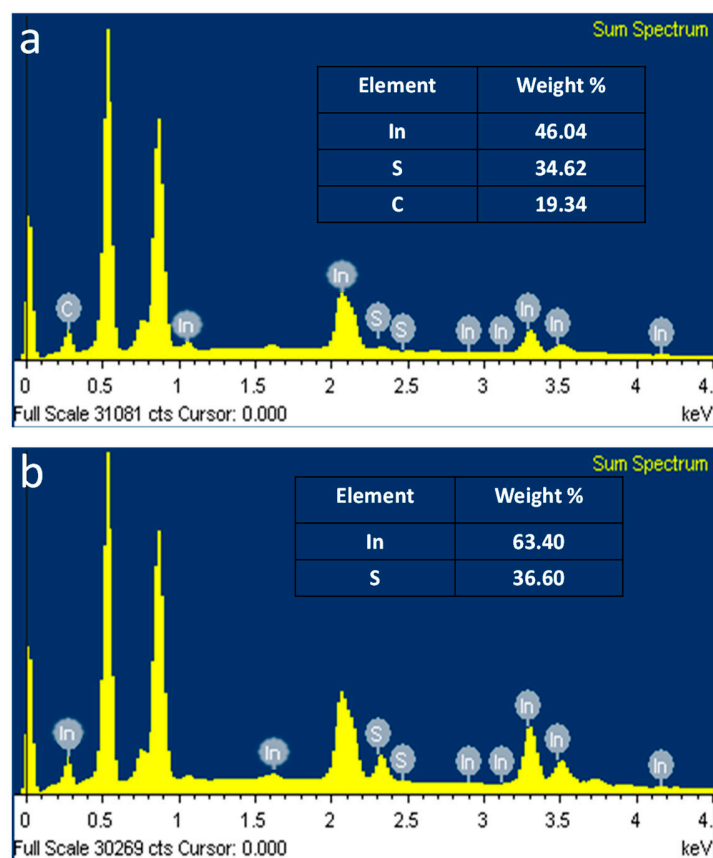 a
Sum Spectrum
Element Weight %
In 46.04
S 34.62
C 19.34
In
C In S S In In In In In
0 0.5 1 1.5 2 2.5 3 3.5 4 4.
Full Scale 31081 cts Cursor: 0.000 keV
b
Sum Spectrum
Element Weight %
In 63.40
S 36.60
In In S S In In In In In
0 0.5 1 1.5 2 2.5 3 3.5 4 4.
Full Scale 30269 cts Cursor: 0.000 keV